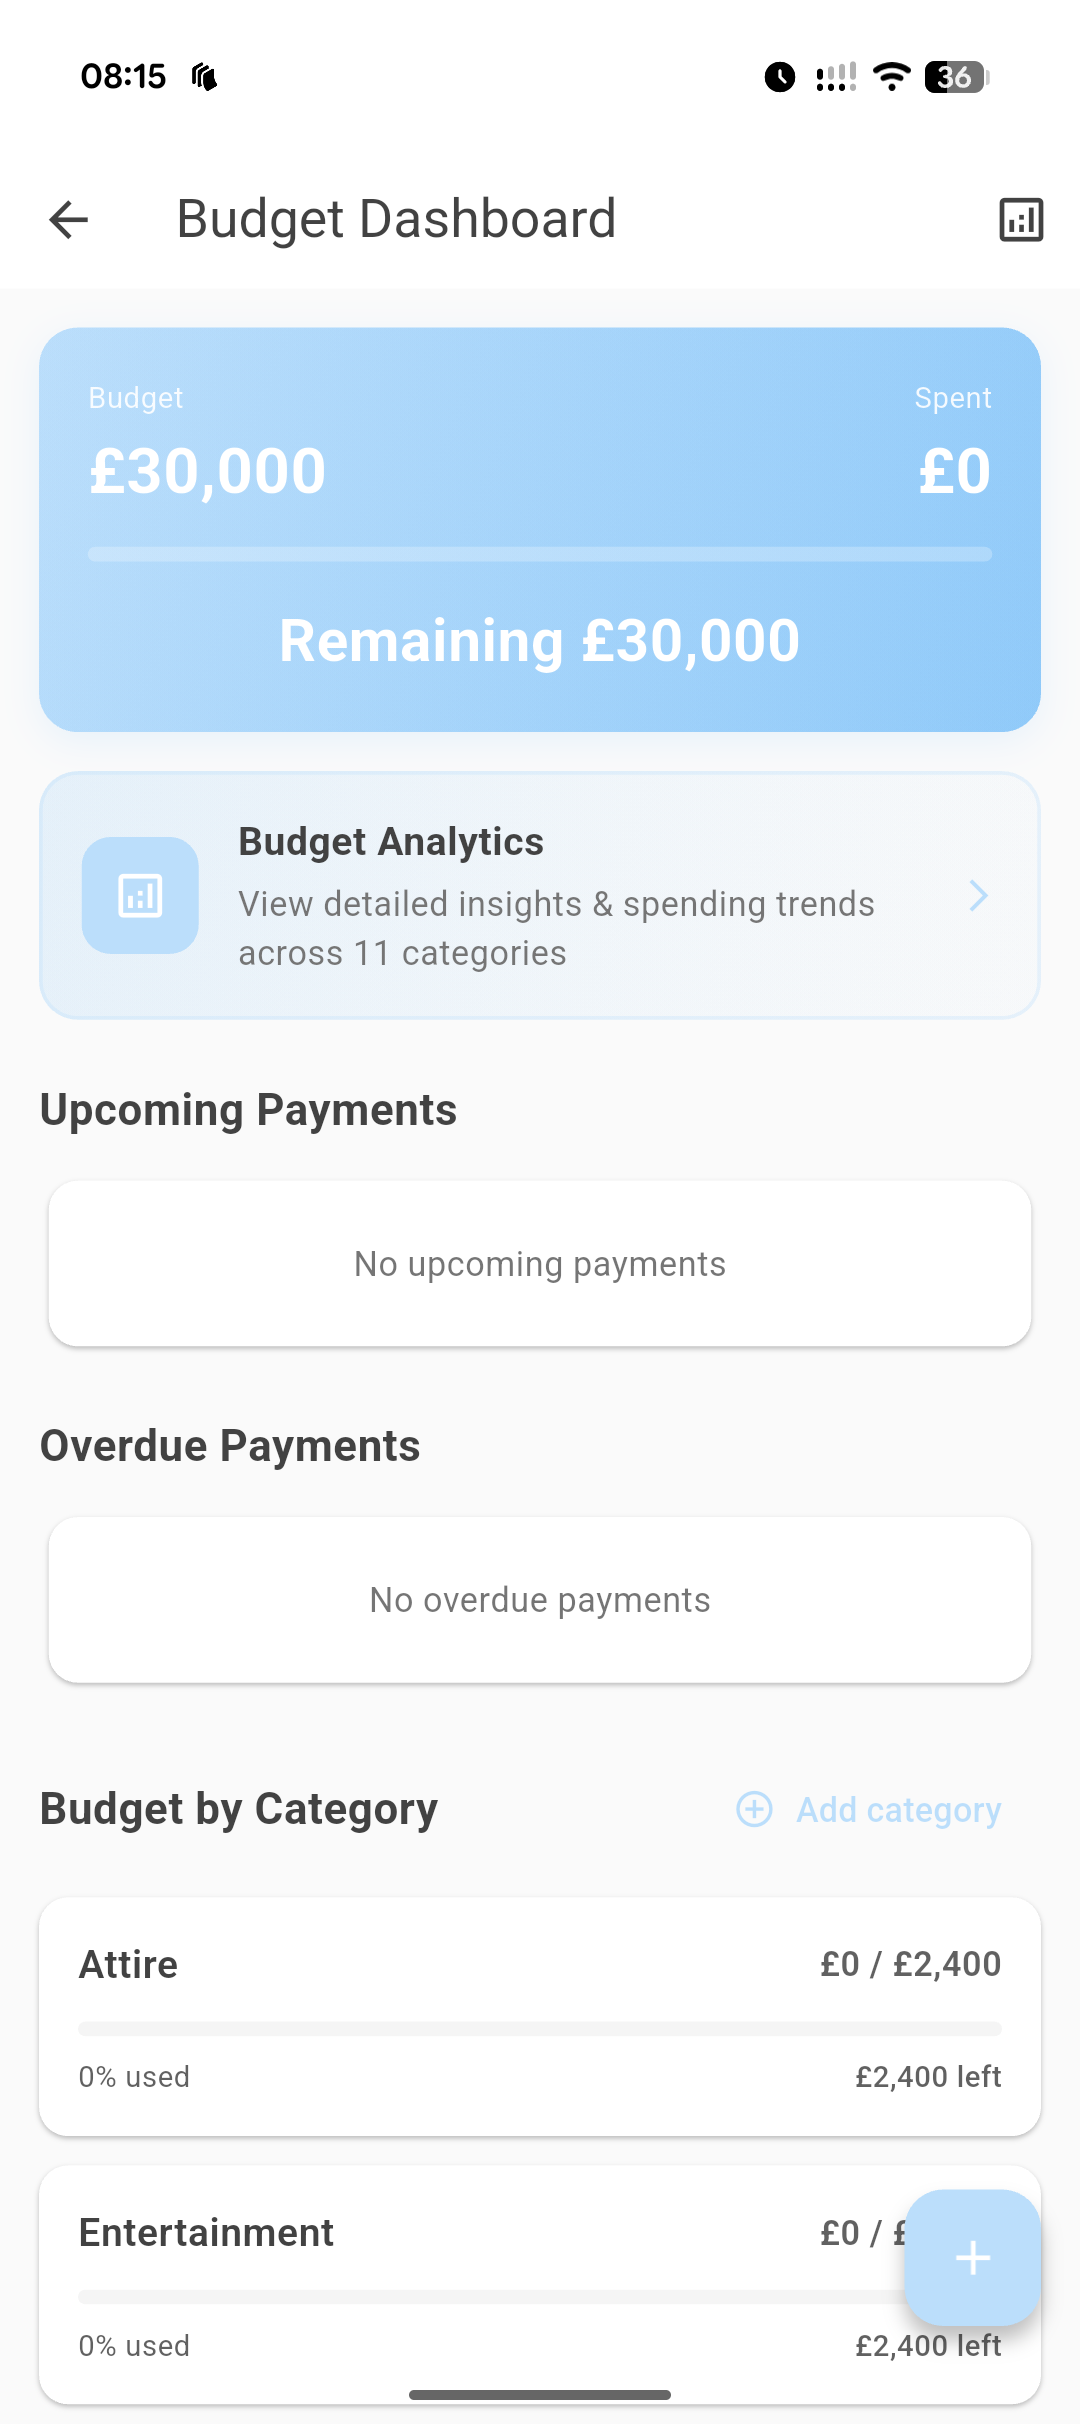 08:15
36
Budget Dashboard
Budget
Spent
£30,000
£0
Remaining £30,000
Budget Analytics
View detailed insights & spending trends
across 11 categories
Upcoming Payments
No upcoming payments
Overdue Payments
No overdue payments
Budget by Category
Add category
Attire
£0 / £2,400
0% used
£2,400 left
Entertainment
£0 / £
0% used
£2,400 left